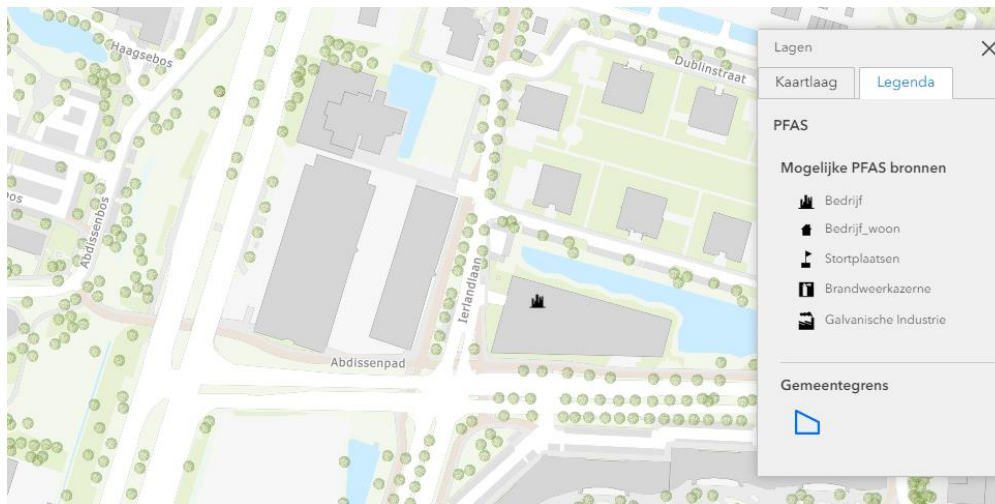 Haagsebos
Dublinstraat
bos
Abdissenbos
Ierlandlaan
Abdissenpad
Lagen
Kaartlaag
Legenda
PFAS
Mogelijke PFAS bronnen
Bedrijf
Bedrijf_woon
Stortplaatsen
Brandweerkazerne
Galvanische Industrie
Gemeentegrens